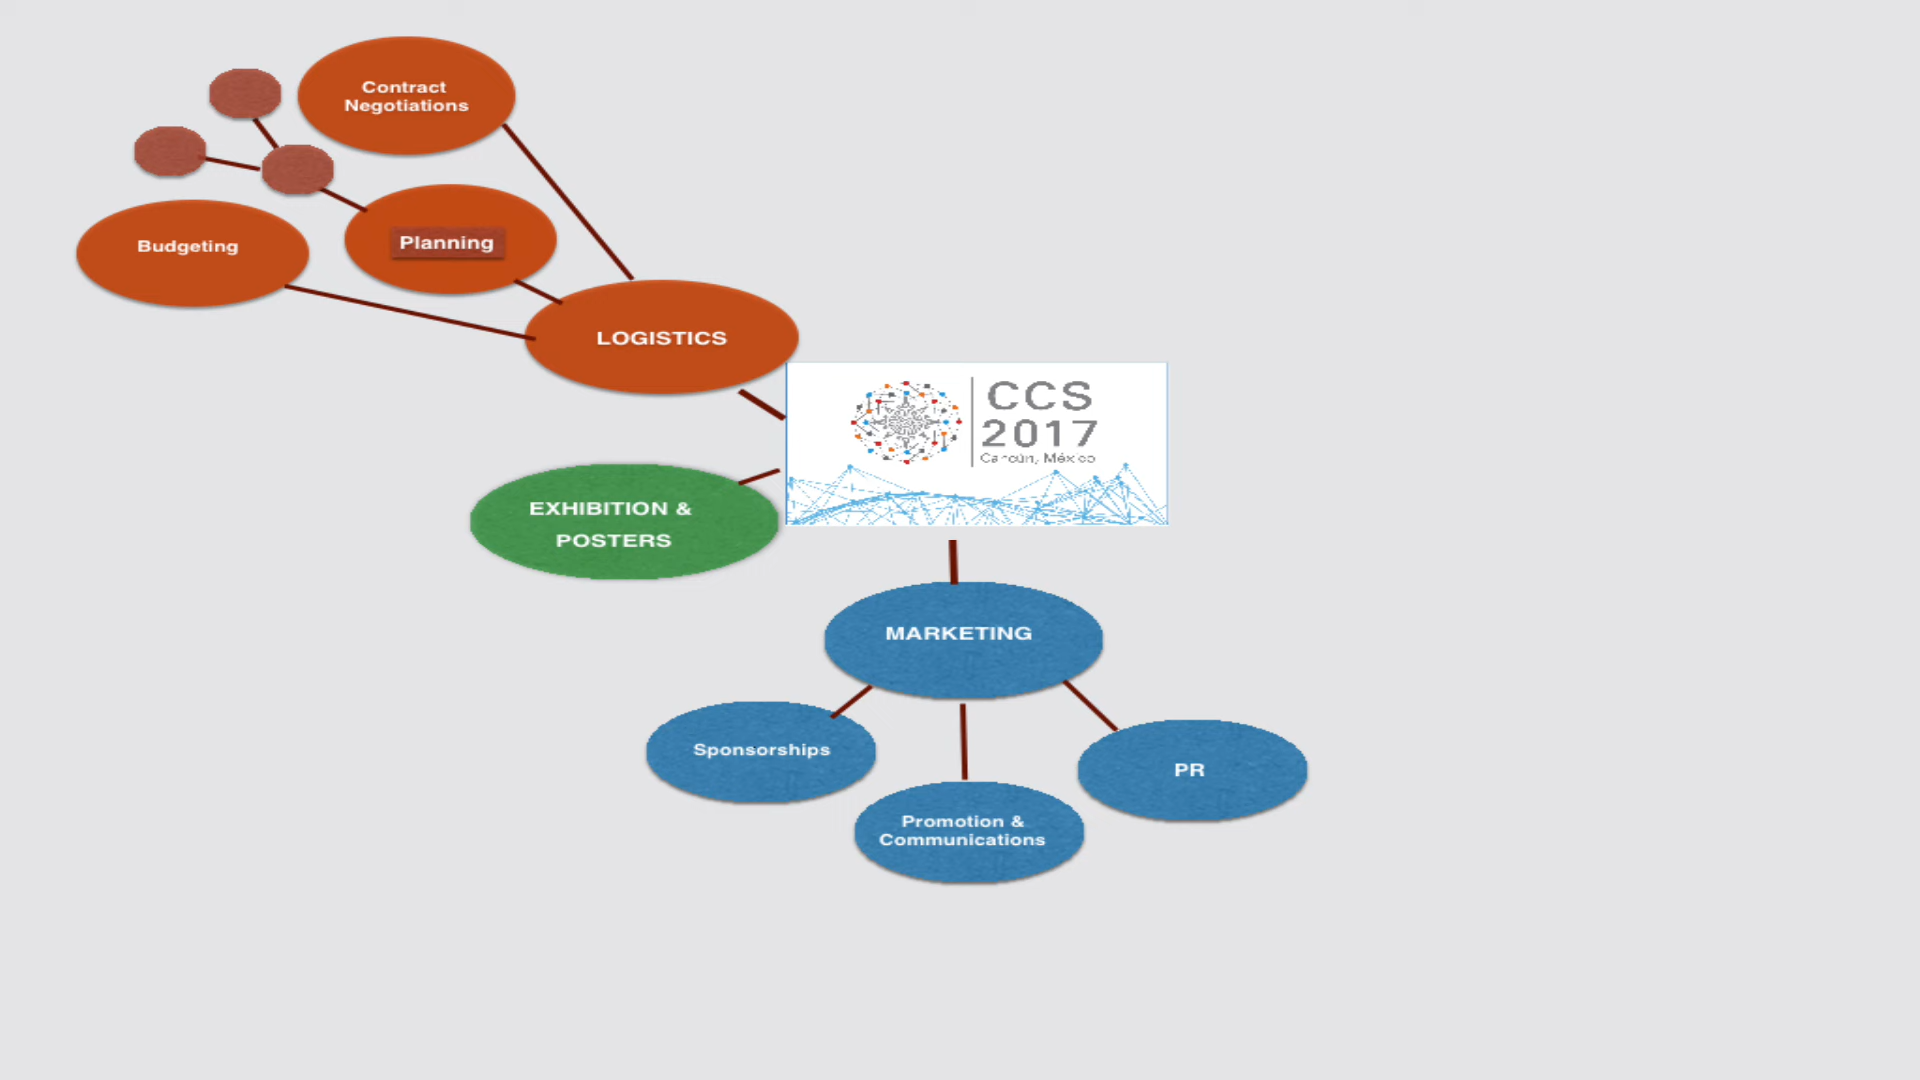 Contract
Negotiations
Budgeting
Planning
LOGISTICS
CCS
2017
Cancún, México
EXHIBITION &
POSTERS
MARKETING
Sponsorships
PR
Promotion &
Communications